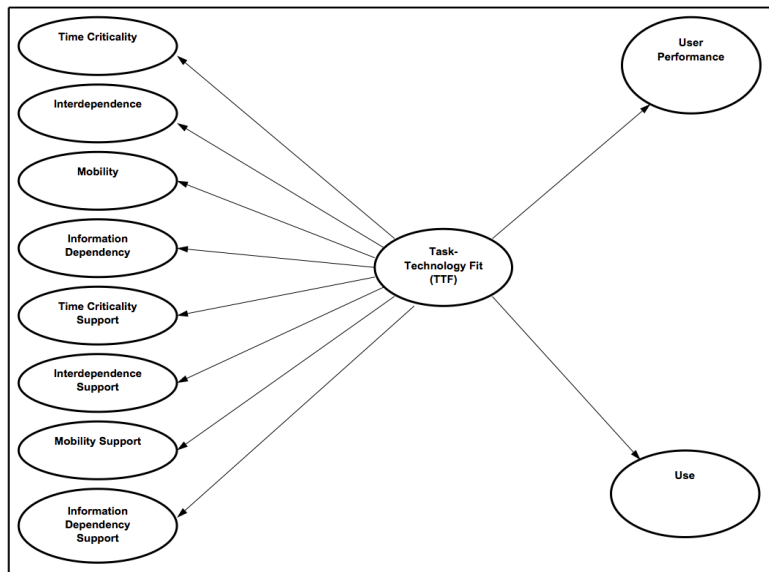 Time Criticality
Interdependence
Mobility
Information
Dependency
Time Criticality
Support
Interdependence
Support
Mobility Support
Information
Dependency
Support
Task-
Technology Fit
(TTF)
User
Performance
Use